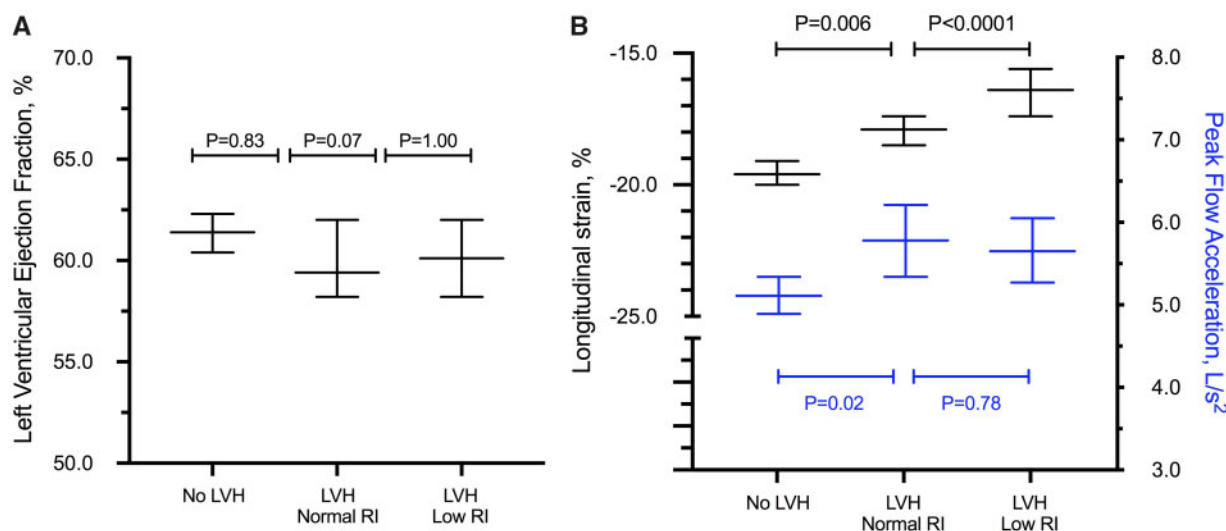 A
Left Ventricular Ejection Fraction, %
70.0
65.0
60.0
55.0
50.0
P=0.83
P=0.07
P=1.00
No LVH
LVH
Normal RI
LVH
Low RI
B
Longitudinal strain, %
-15.0
-20.0
-25.0
P=0.006
P<0.0001
P=0.02
P=0.78
8.0
7.0
6.0
5.0
4.0
3.0
Peak Flow Acceleration, L/s²
No LVH
LVH
Normal RI
LVH
Low RI